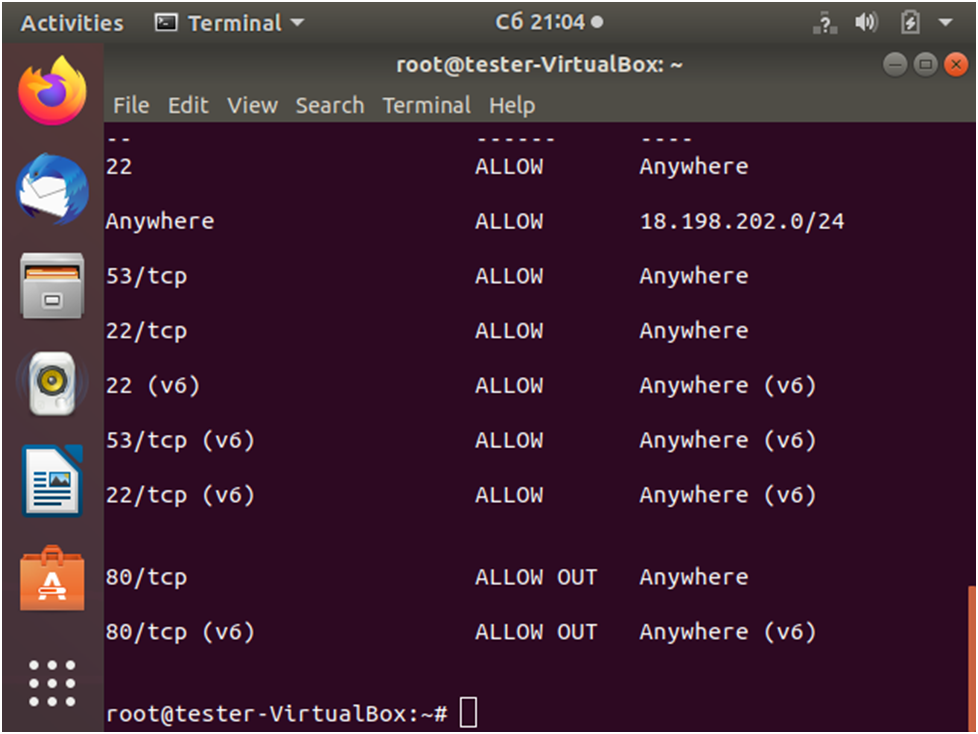 Activities Terminal Сб 21:04
root@tester-VirtualBox: ~
File Edit View Search Terminal Help
-- ------ ----
22 ALLOW Anywhere
Anywhere ALLOW 18.198.202.0/24
53/tcp ALLOW Anywhere
22/tcp ALLOW Anywhere
22 (v6) ALLOW Anywhere (v6)
53/tcp (v6) ALLOW Anywhere (v6)
22/tcp (v6) ALLOW Anywhere (v6)
80/tcp ALLOW OUT Anywhere
80/tcp (v6) ALLOW OUT Anywhere (v6)
root@tester-VirtualBox:~#